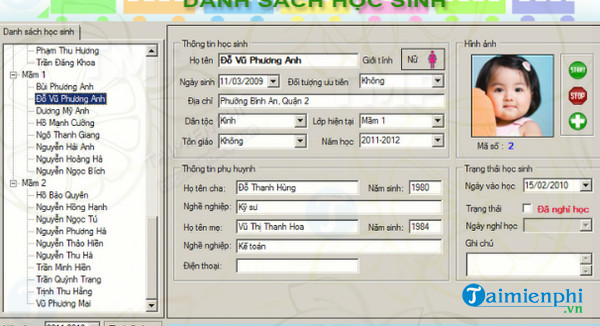 DANH SÁCH HỌC SINH
Danh sách học sinh
Phạm Thu Hương
Trần Đăng Khoa
Mầm 1
Bùi Phương Anh
Đỗ Vũ Phương Anh
Dương Mỹ Anh
Hồ Mạnh Cường
Ngô Thanh Giang
Nguyễn Hải Anh
Nguyễn Hoàng Hà
Nguyễn Ngọc Bích
Mầm 2
Hồ Bảo Quyên
Nguyễn Hồng Hạnh
Nguyễn Ngọc Tú
Nguyễn Phương Hà
Nguyễn Thảo Hiền
Nguyễn Thu Hà
Trần Minh Hiền
Trần Quỳnh Trang
Trịnh Thu Hằng
Vũ Phương Mai
Thông tin học sinh
Họ tên Đỗ Vũ Phương Anh Giới tính Nữ
Ngày sinh 11/03/2009 Đối tượng ưu tiên Không
Địa chỉ Phường Bình An, Quận 2
Dân tộc Kinh Lớp hiện tại Mầm 1
Tôn giáo Không Năm học 2011-2012
Thông tin phụ huynh
Họ tên cha: Đỗ Thanh Hùng Năm sinh: 1980
Nghề nghiệp: Kỹ sư
Họ tên mẹ: Vũ Thị Thanh Hoa Năm sinh: 1984
Nghề nghiệp: Kế toán
Điện thoại:
Hình ảnh
START
STOP
Mã số : 2
Trạng thái học sinh
Ngày vào học 15/02/2010
Trạng thái Đã nghỉ học
Ngày nghỉ học
Ghi chú
Taimienphi
.vn